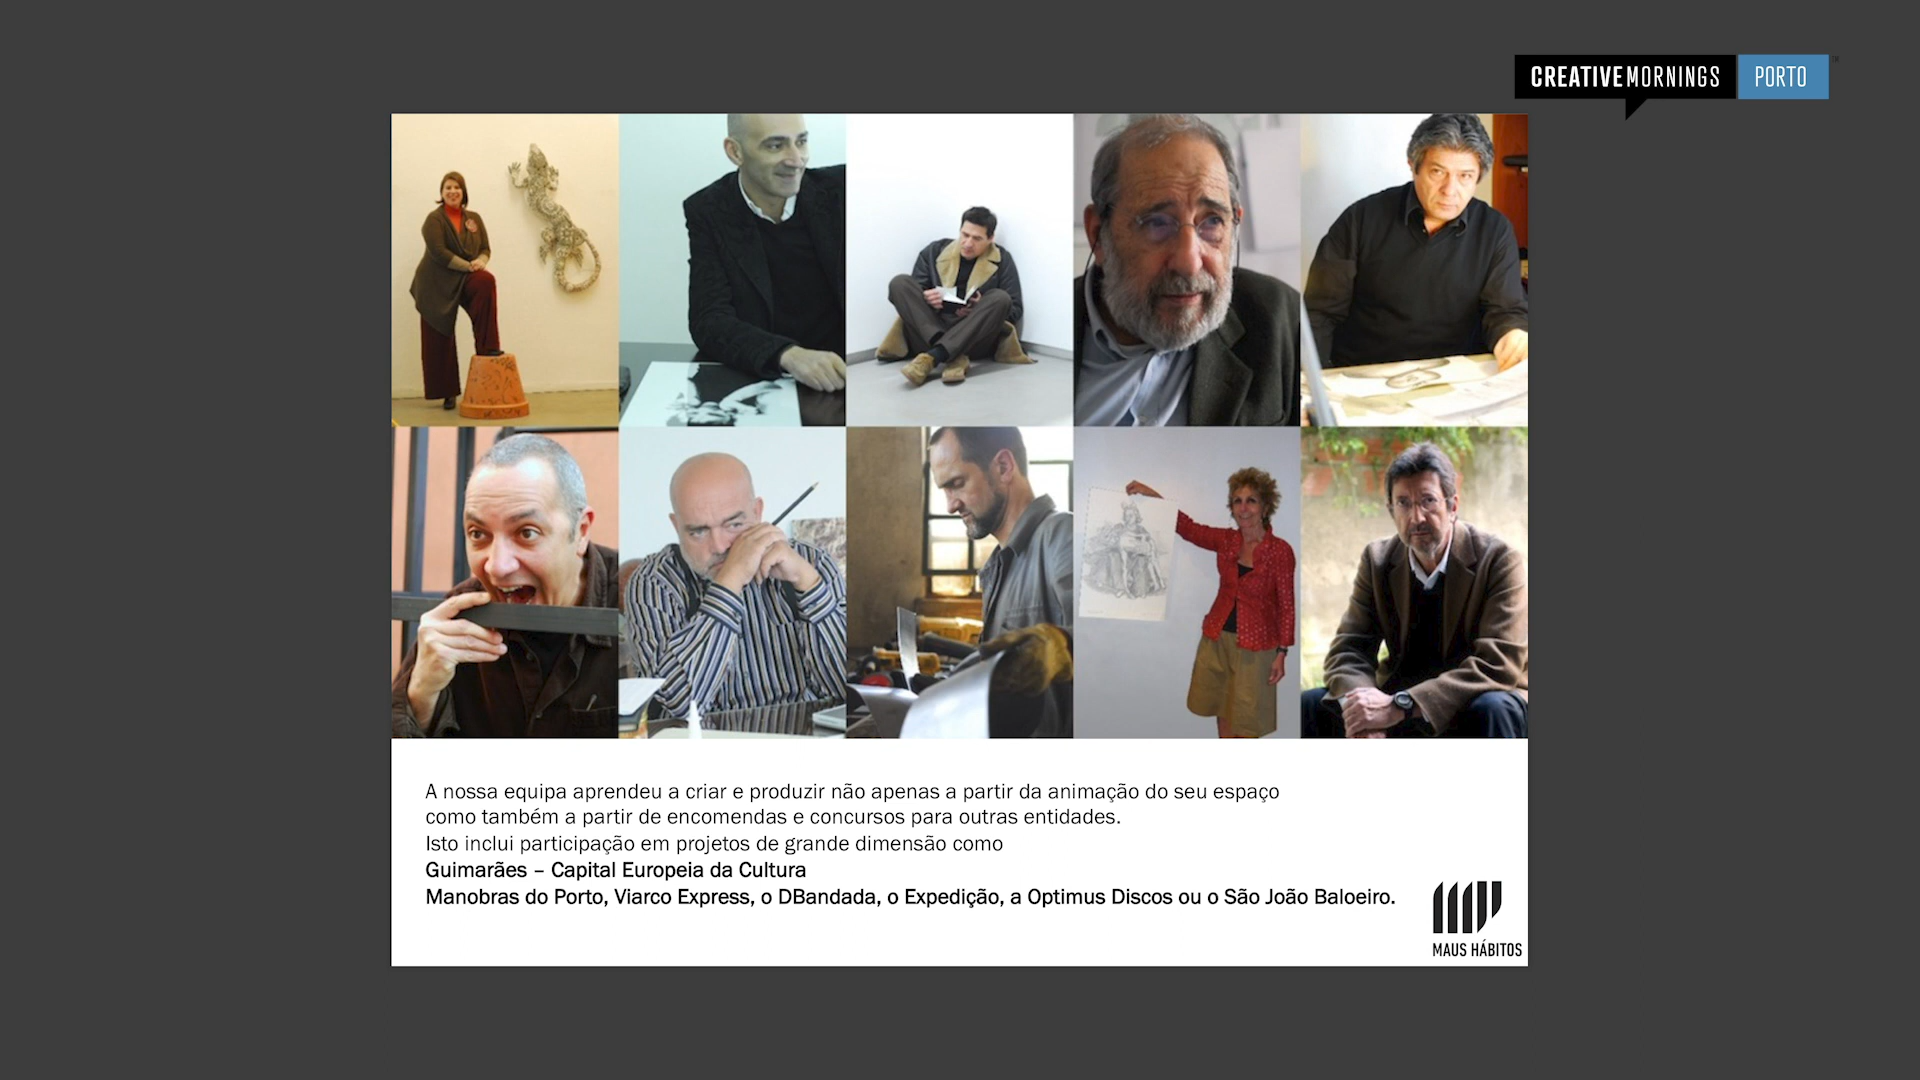 CREATIVEMORNINGS PORTO ™
A nossa equipa aprendeu a criar e produzir não apenas a partir da animação do seu espaço
como também a partir de encomendas e concursos para outras entidades.
Isto inclui participação em projetos de grande dimensão como
Guimarães – Capital Europeia da Cultura
Manobras do Porto, Viarco Express, o DBandada, o Expedição, a Optimus Discos ou o São João Baloeiro.
MAUS HÁBITOS